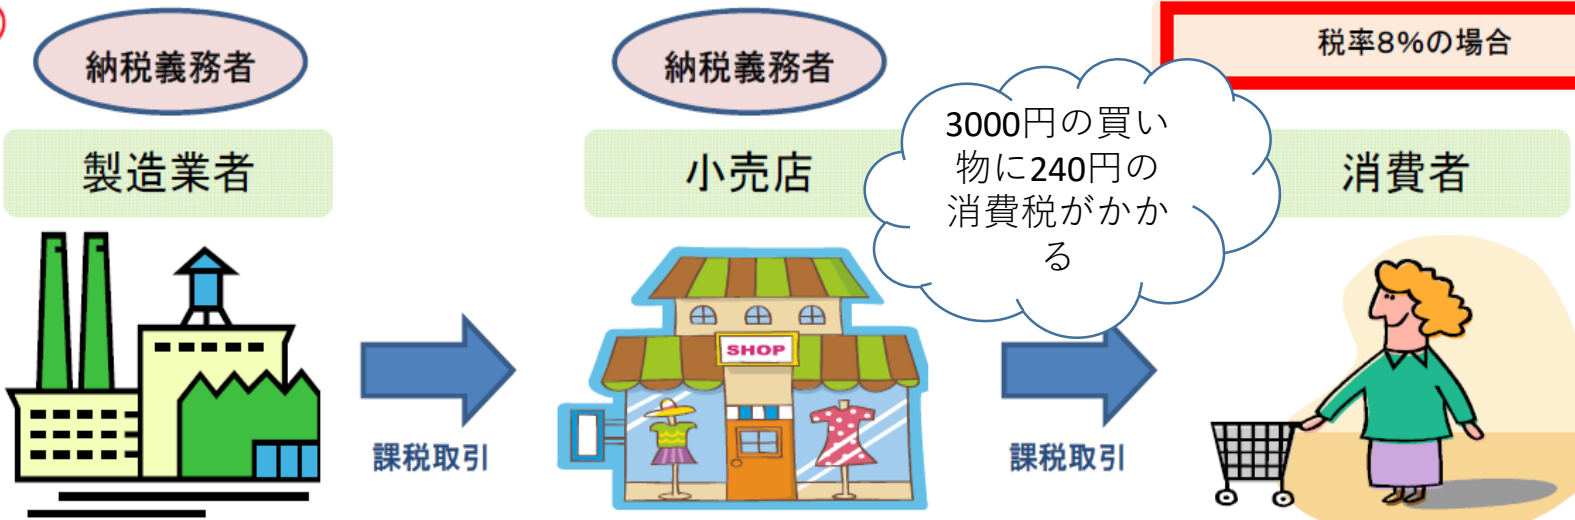 納税義務者
納税義務者
税率8%の場合
製造業者
小売店
3000円の買い
物に240円の
消費税がかか
る
消費者
SHOP
課税取引
課税取引